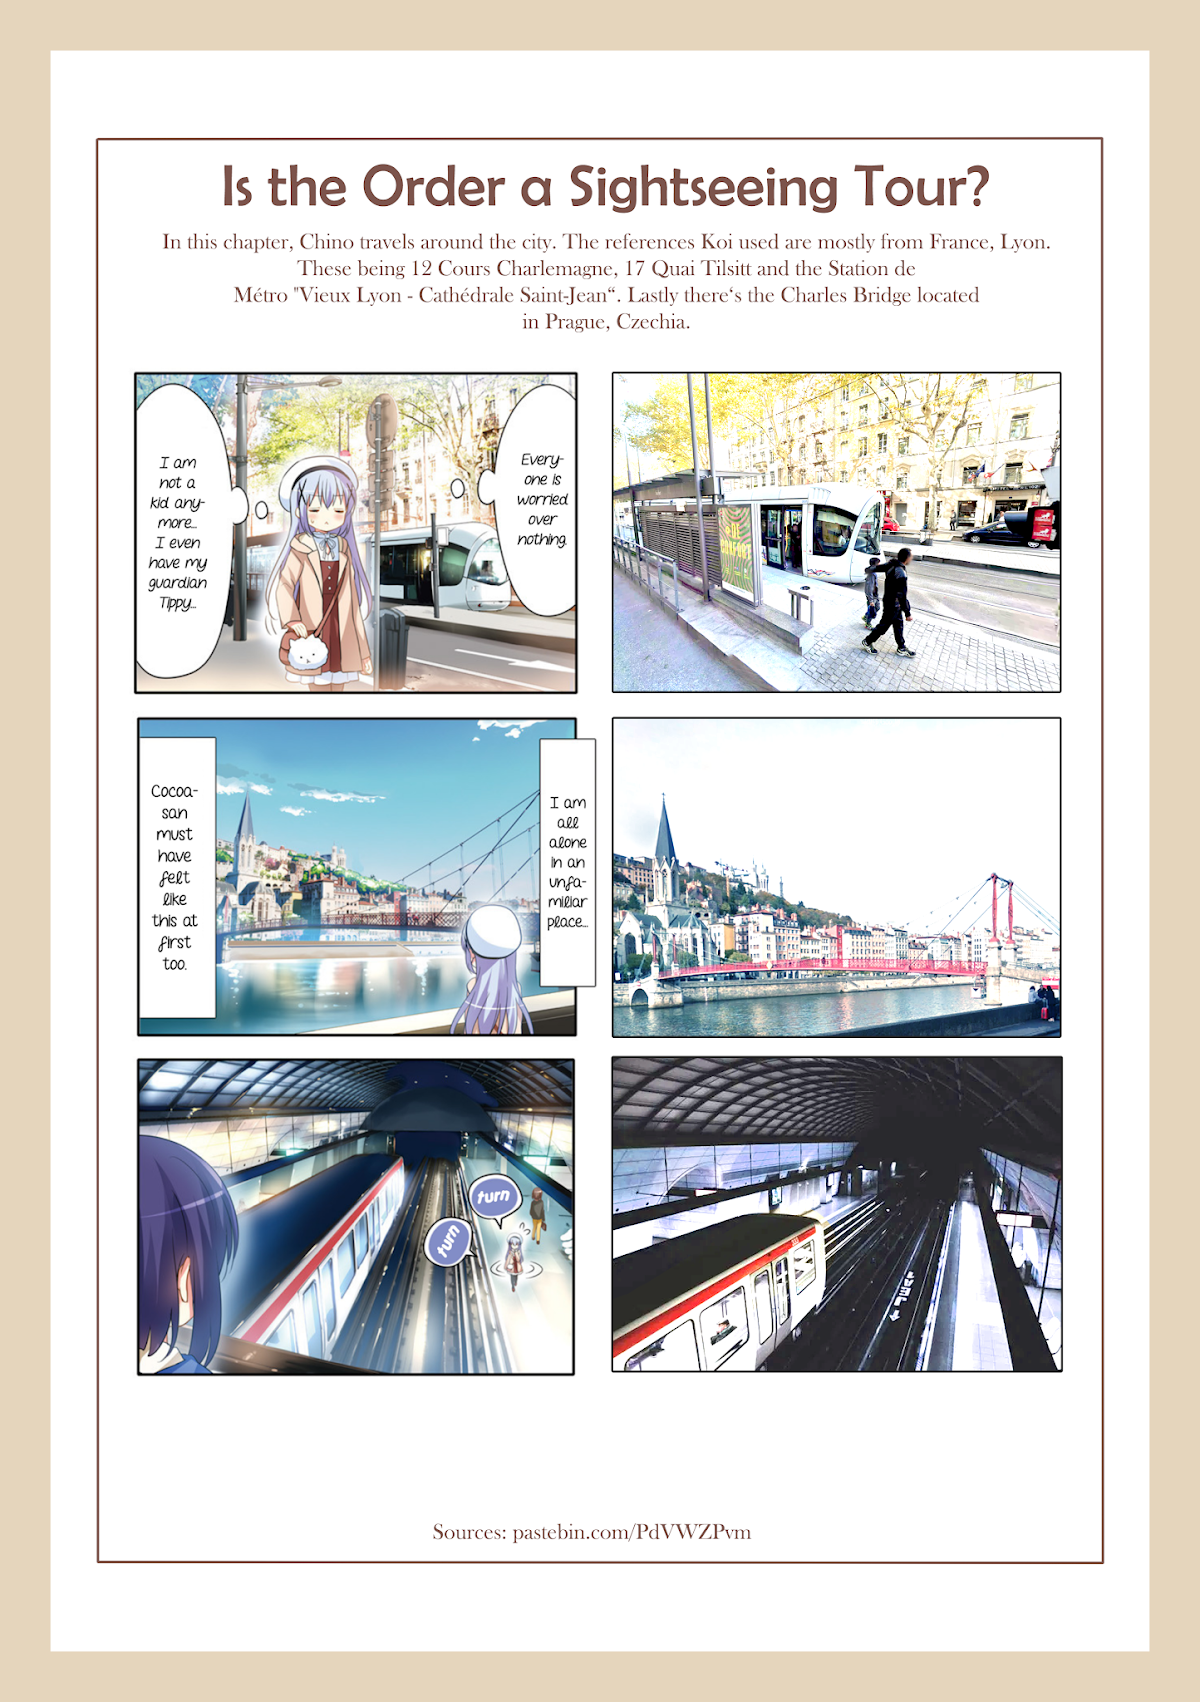 Is the Order a Sightseeing Tour?
In this chapter, Chino travels around the city. The references Koi used are mostly from France, Lyon.
These being 12 Cours Charlemagne, 17 Quai Tilsitt and the Station de
Métro "Vieux Lyon - Cathédrale Saint-Jean“. Lastly there‘s the Charles Bridge located
in Prague, Czechia.
Every-
one is
worried
over
nothing.
I am
not a
kid any-
more...
I even
have my
guardian
Tippy...
I am
all
alone
in an
unfa-
miliar
place...
Cocoa-
san
must
have
felt
like
this at
first
too.
turn
turn
Sources: pastebin.com/PdVWZPvm